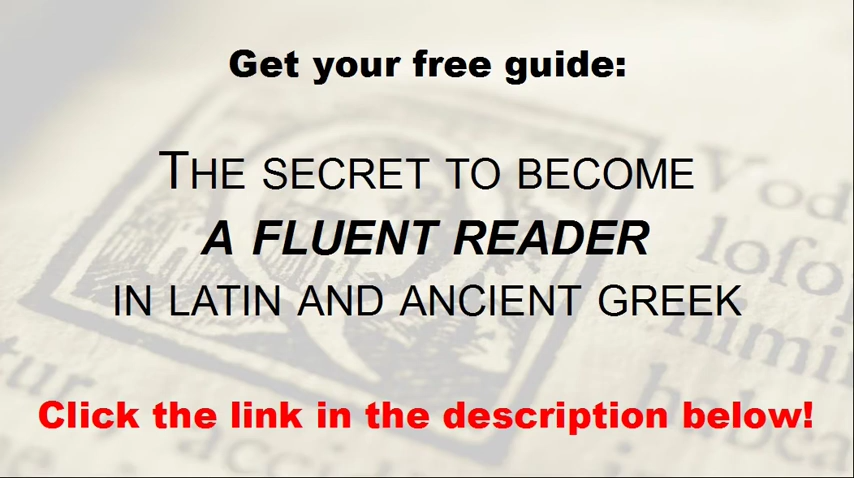 Get your free guide:
THE SECRET TO BECOME
A FLUENT READER
IN LATIN AND ANCIENT GREEK
Click the link in the description below!